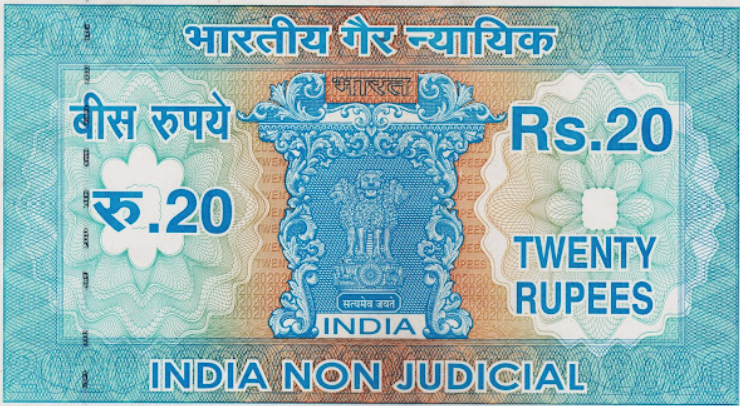 भारतीय गैर न्यायिक
भारत
बीस रुपये
रु.20
Rs.20
TWENTY
RUPEES
सत्यमेव जयते
INDIA
INDIA NON JUDICIAL